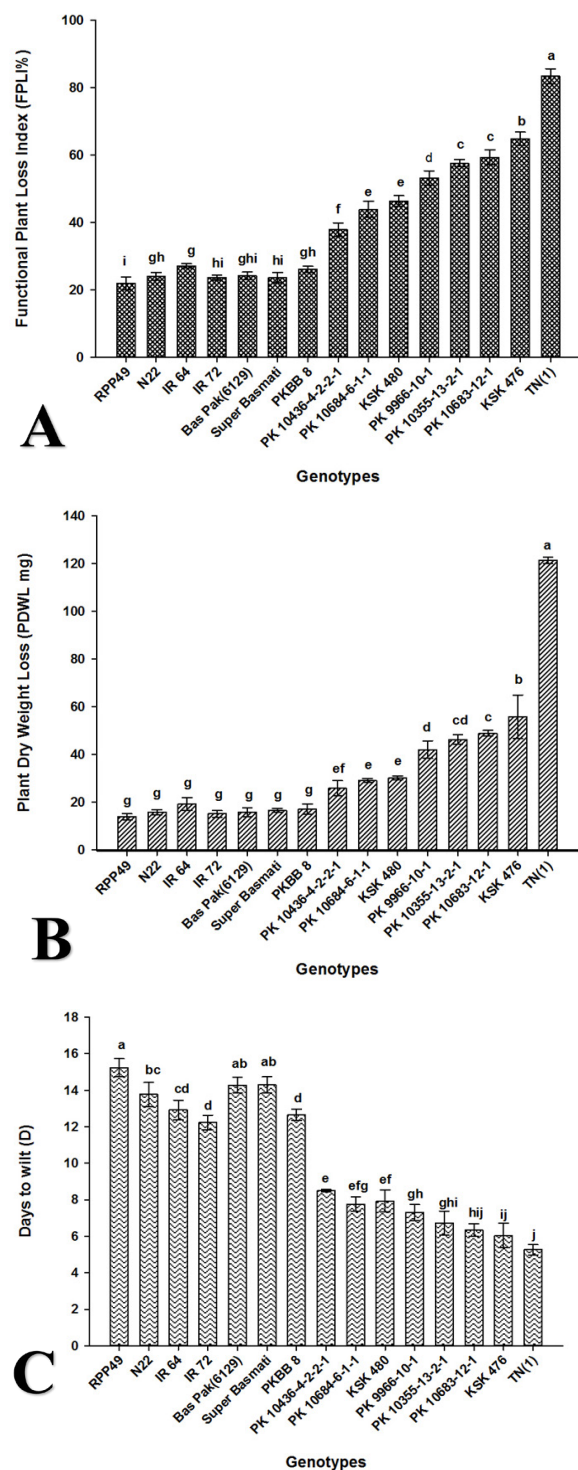 Functional Plant Loss Index (FPLI%)
100
80
60
40
20
0
i
gh
g
hi
ghi
hi
gh
f
e
e
d
c
c
b
a
RPP49
N22
IR 64
IR 72
Bas Pak(6129)
Super Basmati
PKBB 8
PK 10436-4-2-2-1
PK 10684-6-1-1
KSK 480
PK 9966-10-1
PK 10355-13-2-1
PK 10683-12-1
KSK 476
TN(1)
A
Genotypes
Plant Dry Weight Loss (PDWL mg)
140
120
100
80
60
40
20
0
g
g
g
g
g
g
g
ef
e
e
d
cd
c
b
a
RPP49
N22
IR 64
IR 72
Bas Pak(6129)
Super Basmati
PKBB 8
PK 10436-4-2-2-1
PK 10684-6-1-1
KSK 480
PK 9966-10-1
PK 10355-13-2-1
PK 10683-12-1
KSK 476
TN(1)
B
Genotypes
Days to wilt (D)
18
16
14
12
10
8
6
4
2
0
a
bc
cd
d
ab
ab
d
e
efg
ef
gh
ghi
hij
ij
j
RPP49
N22
IR 64
IR 72
Bas Pak(6129)
Super Basmati
PKBB 8
PK 10436-4-2-2-1
PK 10684-6-1-1
KSK 480
PK 9966-10-1
PK 10355-13-2-1
PK 10683-12-1
KSK 476
TN(1)
C
Genotypes